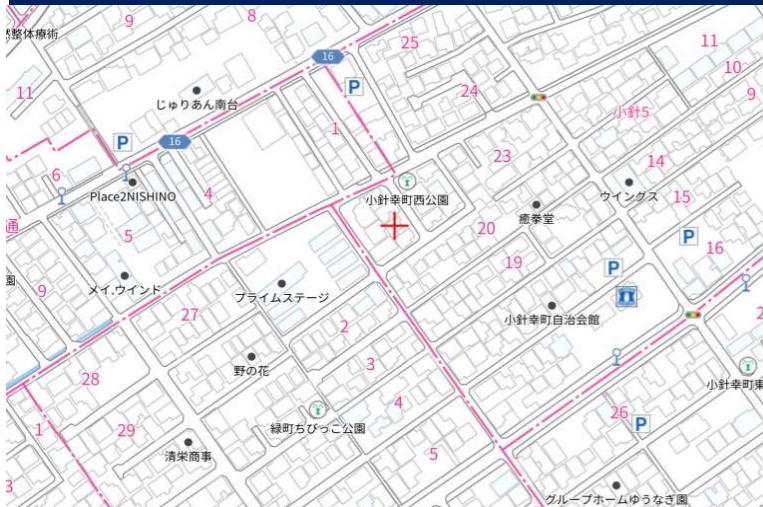 9
8
然整体療術
16
25
11
10
9
11
P
じゅりあん南台
24
小針5
P
16
1
23
14
6
Place2NISHINO
4
小針幸町西公園
ウイングス
15
通
5
癒拳堂
20
P
16
園
9
メイ.ウインド
プライムステージ
19
P
27
2
小針幸町自治会館
野の花
3
28
小針幸町東
1
29
緑町ちびっこ公園
4
26
P
清栄商事
5
3
グループホームゆうなぎ園